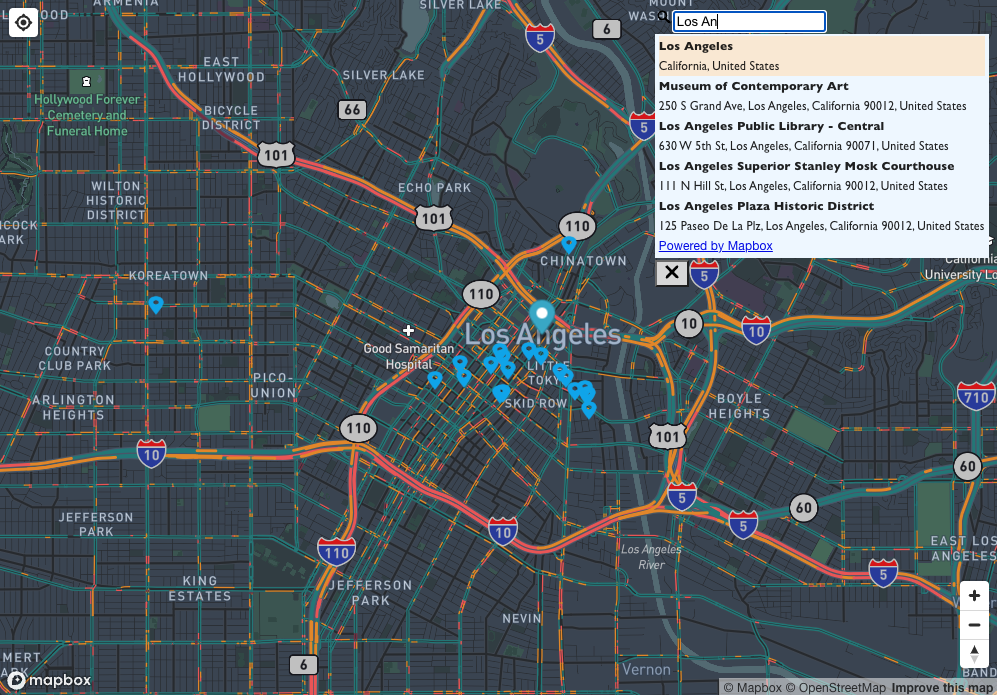 ARMENIA
SILVER LAKE
MOUNT
WASH
Los An
5
6
Los Angeles
California, United States
Museum of Contemporary Art
250 S Grand Ave, Los Angeles, California 90012, United States
Los Angeles Public Library - Central
630 W 5th St, Los Angeles, California 90071, United States
Los Angeles Superior Stanley Mosk Courthouse
111 N Hill St, Los Angeles, California 90012, United States
Los Angeles Plaza Historic District
125 Paseo De La Plz, Los Angeles, California 90012, United States
Powered by Mapbox
EAST
HOLLYWOOD
SILVER LAKE
Hollywood Forever
Cemetery and
Funeral Home
66
BICYCLE
DISTRICT
5
101
WILTON
HISTORIC
DISTRICT
ECHO PARK
101
110
CHINATOWN
California
University Lo
KOREATOWN
5
110
10
10
Los Angeles
Good Samaritan
Hospital
COUNTRY
CLUB PARK
LITTLE
TOKY
PICO-
UNION
ARLINGTON
HEIGHTS
SKID ROW
BOYLE
HEIGHTS
710
110
101
10
60
5
60
JEFFERSON
PARK
10
5
110
Los Angeles
River
EAST LOS
ANGELES
5
KING
ESTATES
JEFFERSON
PARK
NEVIN
6
Vernon
mapbox
© Mapbox © OpenStreetMap Improve this map